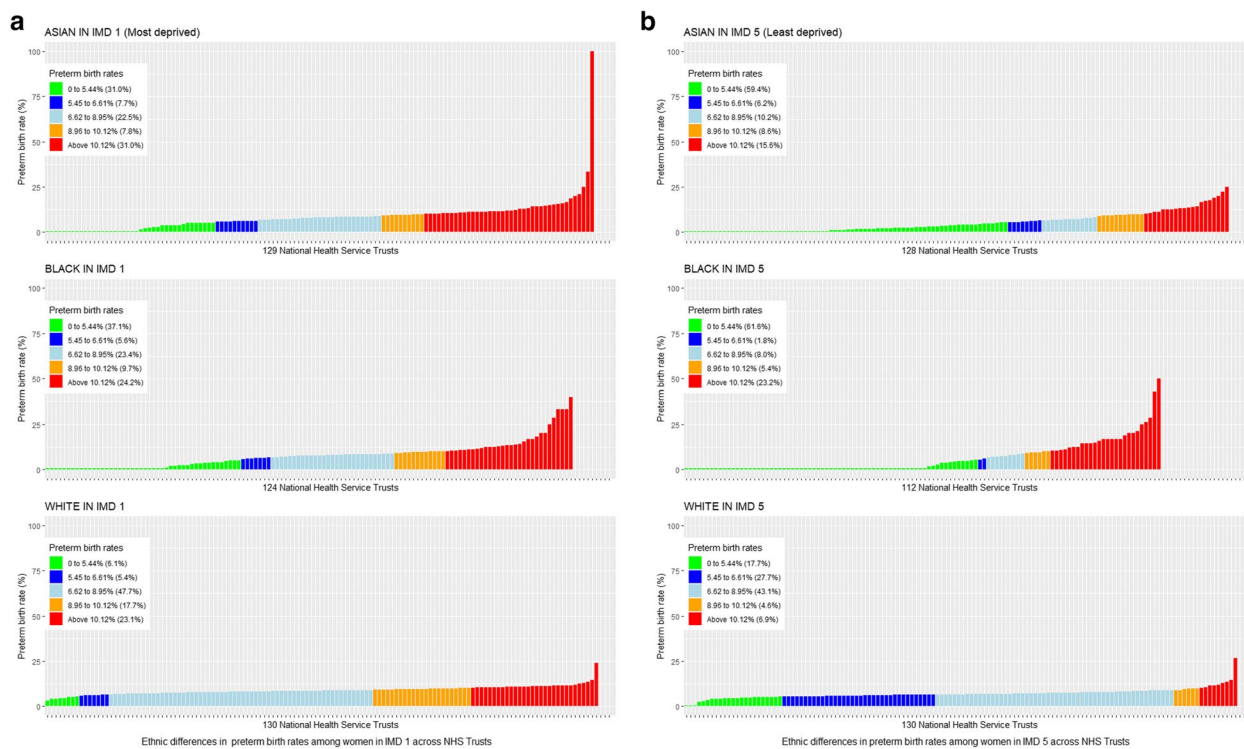 a
ASIAN IN IMD 1 (Most deprived)
Preterm birth rate (%)
100
75
50
25
0
Preterm birth rates
0 to 5.44% (31.0%)
5.45 to 6.61% (7.7%)
6.62 to 8.95% (22.5%)
8.96 to 10.12% (7.8%)
Above 10.12% (31.0%)
129 National Health Service Trusts
BLACK IN IMD 1
Preterm birth rate (%)
100
75
50
25
0
Preterm birth rates
0 to 5.44% (37.1%)
5.45 to 6.61% (5.6%)
6.62 to 8.95% (23.4%)
8.96 to 10.12% (9.7%)
Above 10.12% (24.2%)
124 National Health Service Trusts
WHITE IN IMD 1
Preterm birth rate (%)
100
75
50
25
0
Preterm birth rates
0 to 5.44% (6.1%)
5.45 to 6.61% (5.4%)
6.62 to 8.95% (47.7%)
8.96 to 10.12% (17.7%)
Above 10.12% (23.1%)
130 National Health Service Trusts
Ethnic differences in preterm birth rates among women in IMD 1 across NHS Trusts
b
ASIAN IN IMD 5 (Least deprived)
Preterm birth rate (%)
100
75
50
25
0
Preterm birth rates
0 to 5.44% (59.4%)
5.45 to 6.61% (6.2%)
6.62 to 8.95% (10.2%)
8.96 to 10.12% (8.6%)
Above 10.12% (15.6%)
128 National Health Service Trusts
BLACK IN IMD 5
Preterm birth rate (%)
100
75
50
25
0
Preterm birth rates
0 to 5.44% (61.6%)
5.45 to 6.61% (1.8%)
6.62 to 8.95% (8.0%)
8.96 to 10.12% (5.4%)
Above 10.12% (23.2%)
112 National Health Service Trusts
WHITE IN IMD 5
Preterm birth rate (%)
100
75
50
25
0
Preterm birth rates
0 to 5.44% (17.7%)
5.45 to 6.61% (27.7%)
6.62 to 8.95% (43.1%)
8.96 to 10.12% (4.6%)
Above 10.12% (6.9%)
130 National Health Service Trusts
Ethnic differences in preterm birth rates among women in IMD 5 across NHS Trusts